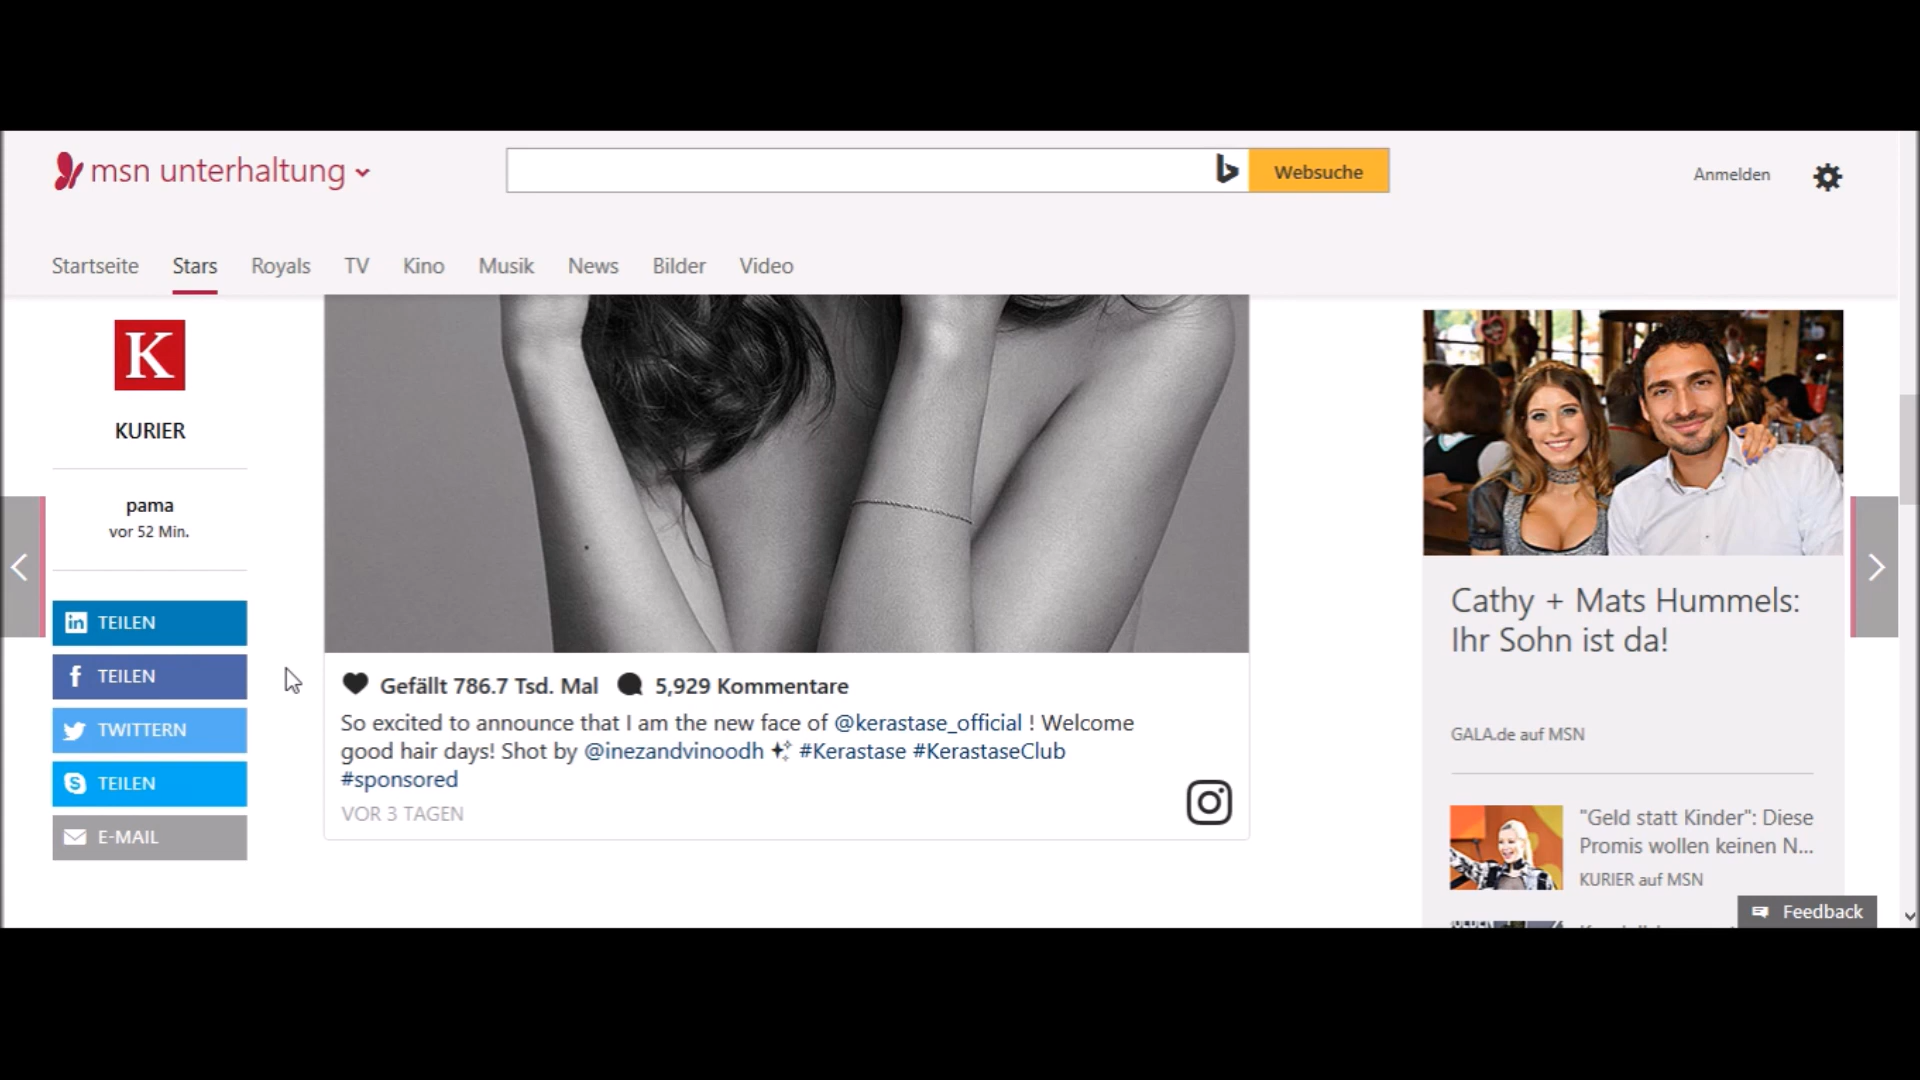 msn unterhaltung
Websuche
Anmelden
Startseite Stars Royals TV Kino Musik News Bilder Video
K
KURIER
pama
vor 52 Min.
in TEILEN
f TEILEN
TWITTERN
S TEILEN
E-MAIL
Gefällt 786.7 Tsd. Mal 5,929 Kommentare
So excited to announce that I am the new face of @kerastase_official ! Welcome
good hair days! Shot by @inezandvinoodh ✨ #Kerastase #KerastaseClub
#sponsored
VOR 3 TAGEN
Cathy + Mats Hummels:
Ihr Sohn ist da!
GALA.de auf MSN
"Geld statt Kinder": Diese
Promis wollen keinen N...
KURIER auf MSN
Feedback